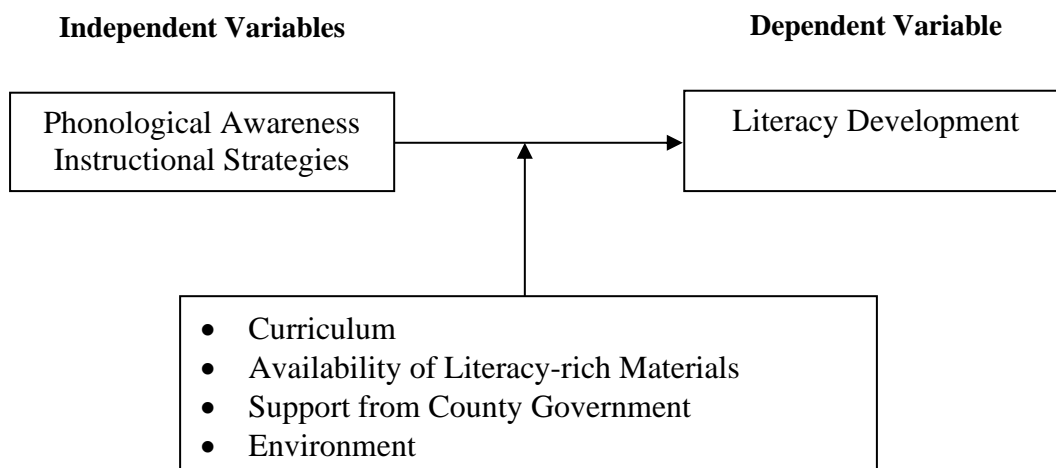 Independent Variables
Dependent Variable
Phonological Awareness
Instructional Strategies
Literacy Development
• Curriculum
• Availability of Literacy-rich Materials
• Support from County Government
• Environment